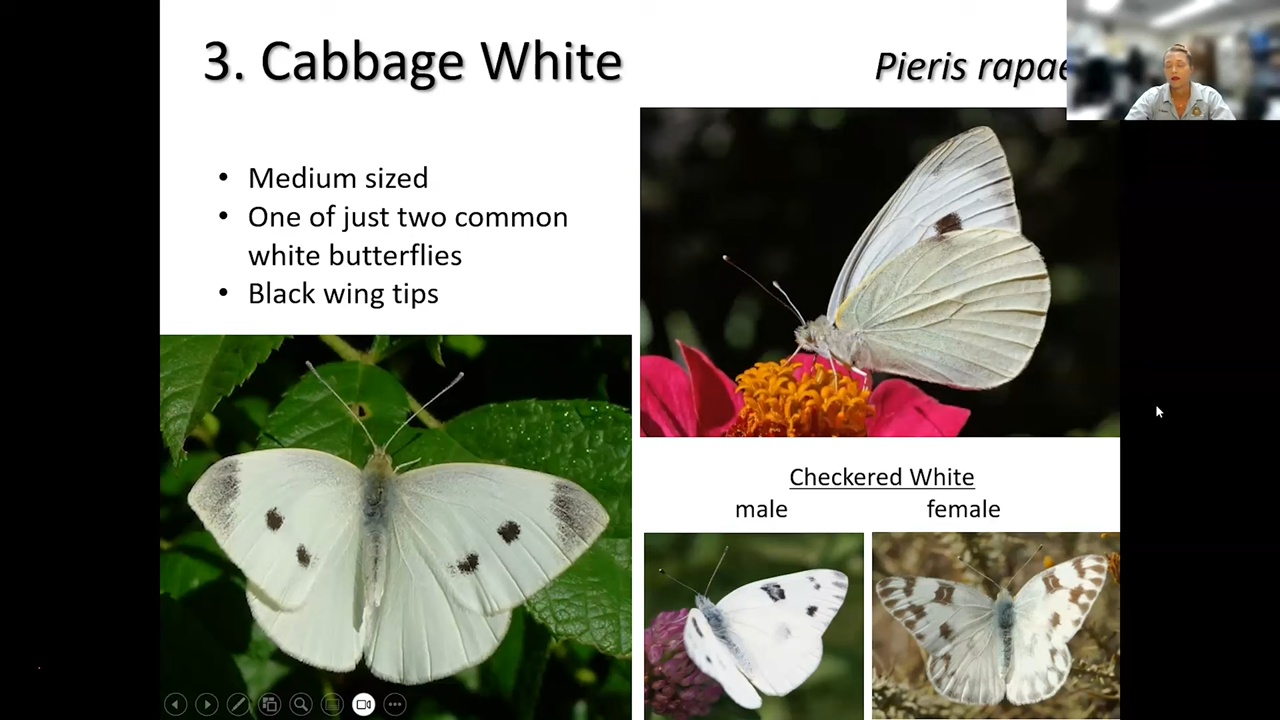 3. Cabbage White
Pieris rapae
• Medium sized
• One of just two common
white butterflies
• Black wing tips
Checkered White
male
female